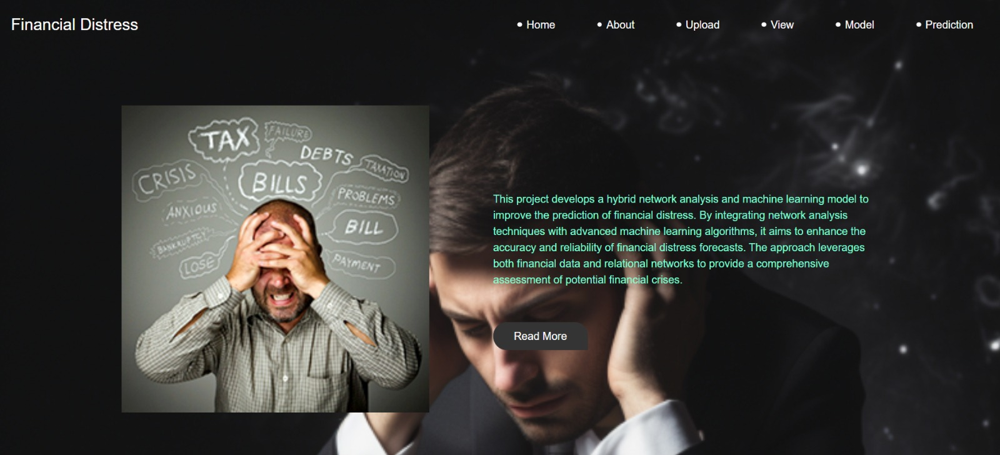 Financial Distress
Home
About
Upload
View
Model
Prediction
TAX
FAILURE
DEBTS
TAXATION
CRISIS
BILLS
PROBLEMS
ANXIOUS
BILL
BANKRUPTCY
LOSE
PAYMENT
This project develops a hybrid network analysis and machine learning model to
improve the prediction of financial distress. By integrating network analysis
techniques with advanced machine learning algorithms, it aims to enhance the
accuracy and reliability of financial distress forecasts. The approach leverages
both financial data and relational networks to provide a comprehensive
assessment of potential financial crises.
Read More